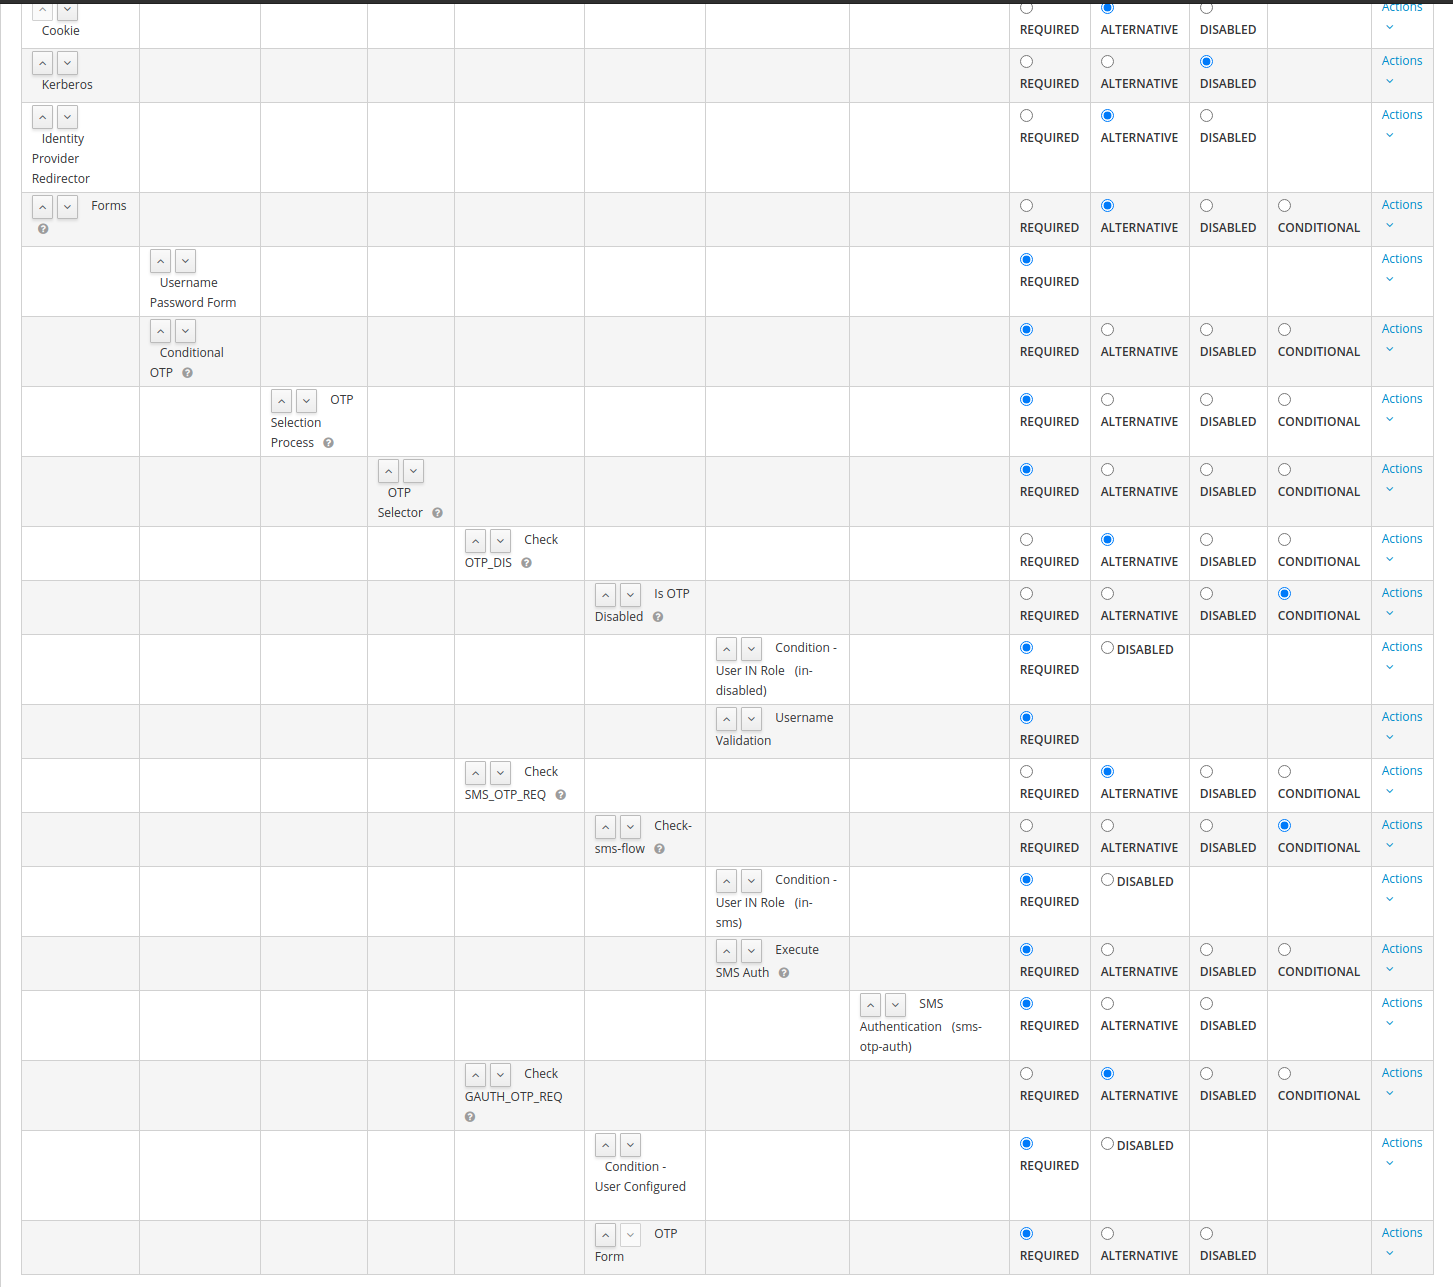 Actions
Cookie REQUIRED ALTERNATIVE DISABLED
Actions
Kerberos REQUIRED ALTERNATIVE DISABLED
Actions
Identity REQUIRED ALTERNATIVE DISABLED
Provider
Redirector
Forms Actions
REQUIRED ALTERNATIVE DISABLED CONDITIONAL
Actions
Username REQUIRED
Password Form
Actions
Conditional REQUIRED ALTERNATIVE DISABLED CONDITIONAL
OTP
OTP Actions
Selection REQUIRED ALTERNATIVE DISABLED CONDITIONAL
Process
Actions
OTP REQUIRED ALTERNATIVE DISABLED CONDITIONAL
Selector
Check Actions
OTP_DIS REQUIRED ALTERNATIVE DISABLED CONDITIONAL
Is OTP Actions
Disabled REQUIRED ALTERNATIVE DISABLED CONDITIONAL
Condition - DISABLED Actions
User IN Role (in- REQUIRED
disabled)
Username Actions
Validation REQUIRED
Check Actions
SMS_OTP_REQ REQUIRED ALTERNATIVE DISABLED CONDITIONAL
Check- Actions
sms-flow REQUIRED ALTERNATIVE DISABLED CONDITIONAL
Condition - DISABLED Actions
User IN Role (in- REQUIRED
sms)
Execute Actions
SMS Auth REQUIRED ALTERNATIVE DISABLED CONDITIONAL
SMS Actions
Authentication (sms- REQUIRED ALTERNATIVE DISABLED
otp-auth)
Check Actions
GAUTH_OTP_REQ REQUIRED ALTERNATIVE DISABLED CONDITIONAL
DISABLED Actions
Condition - REQUIRED
User Configured
OTP Actions
Form REQUIRED ALTERNATIVE DISABLED